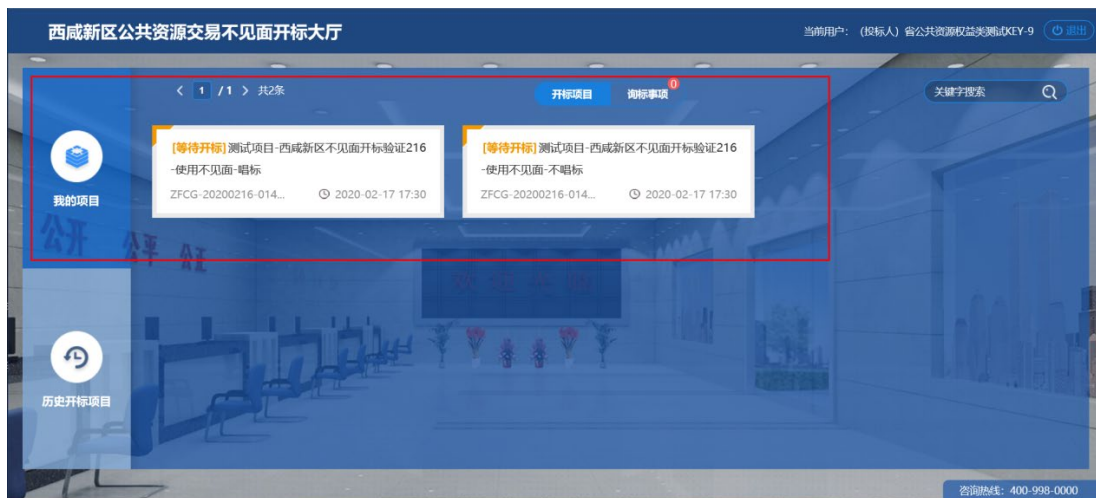 西咸新区公共资源交易不见面开标大厅
当前用户: (投标人) 省公共资源权益类测试KEY-9 退出
1 / 1 共2条
开标项目 询标事项 0
关键字搜索
[等待开标] 测试项目-西咸新区不见面开标验证216
-使用不见面-唱标
ZFCG-20200216-014... 2020-02-17 17:30
[等待开标] 测试项目-西咸新区不见面开标验证216
-使用不见面-不唱标
ZFCG-20200216-014... 2020-02-17 17:30
我的项目
公开 公平 公正
历史开标项目
咨询热线: 400-998-0000